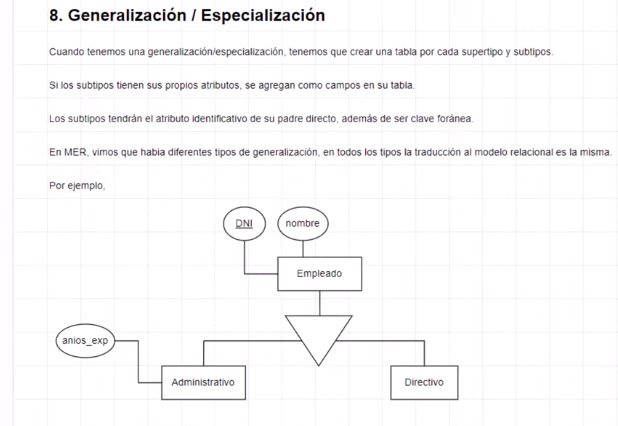 8. Generalización / Especialización
Cuando tenemos una generalización/especialización, tenemos que crear una tabla por cada supertipo y subtipos.
Si los subtipos tienen sus propios atributos, se agregan como campos en su tabla.
Los subtipos tendrán el atributo identificativo de su padre directo, además de ser clave foránea.
En MER, vimos que habia diferentes tipos de generalización, en todos los tipos la traducción al modelo relacional es la misma.
Por ejemplo,
DNI
nombre
Empleado
anios_exp
Administrativo
Directivo